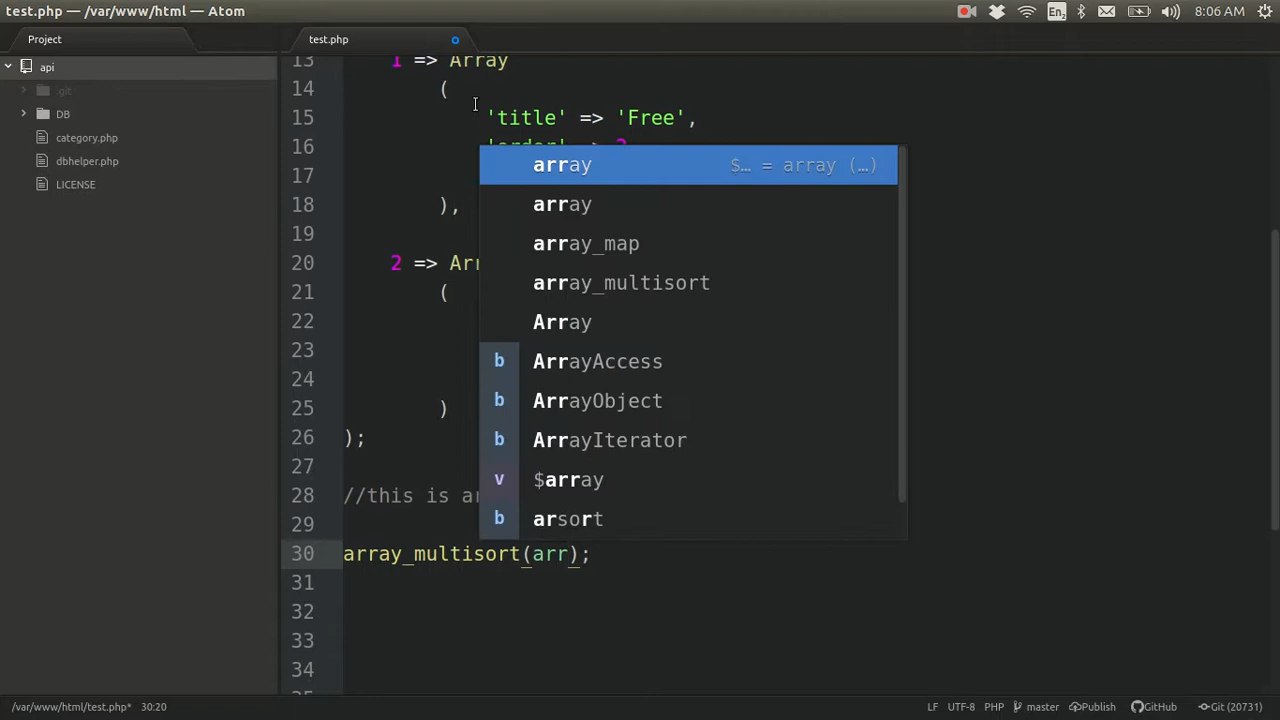 test.php — /var/www/html — Atom
En2
8:06 AM
Project
test.php
api
.git
DB
category.php
dbhelper.php
LICENSE
13 1 => Array
14 (
15 'title' => 'Free',
16
17
18 ),
19
20 2 => Arr
21 (
22
23
24
25 )
26 );
27
28 //this is
29
30 array_multisort(arr);
31
32
33
34
array $… = array (…)
array
array_map
array_multisort
Array
b ArrayAccess
b ArrayObject
b ArrayIterator
v $array
b arsort
/var/www/html/test.php* 30:20
LF UTF-8 PHP master Publish GitHub Git (20731)